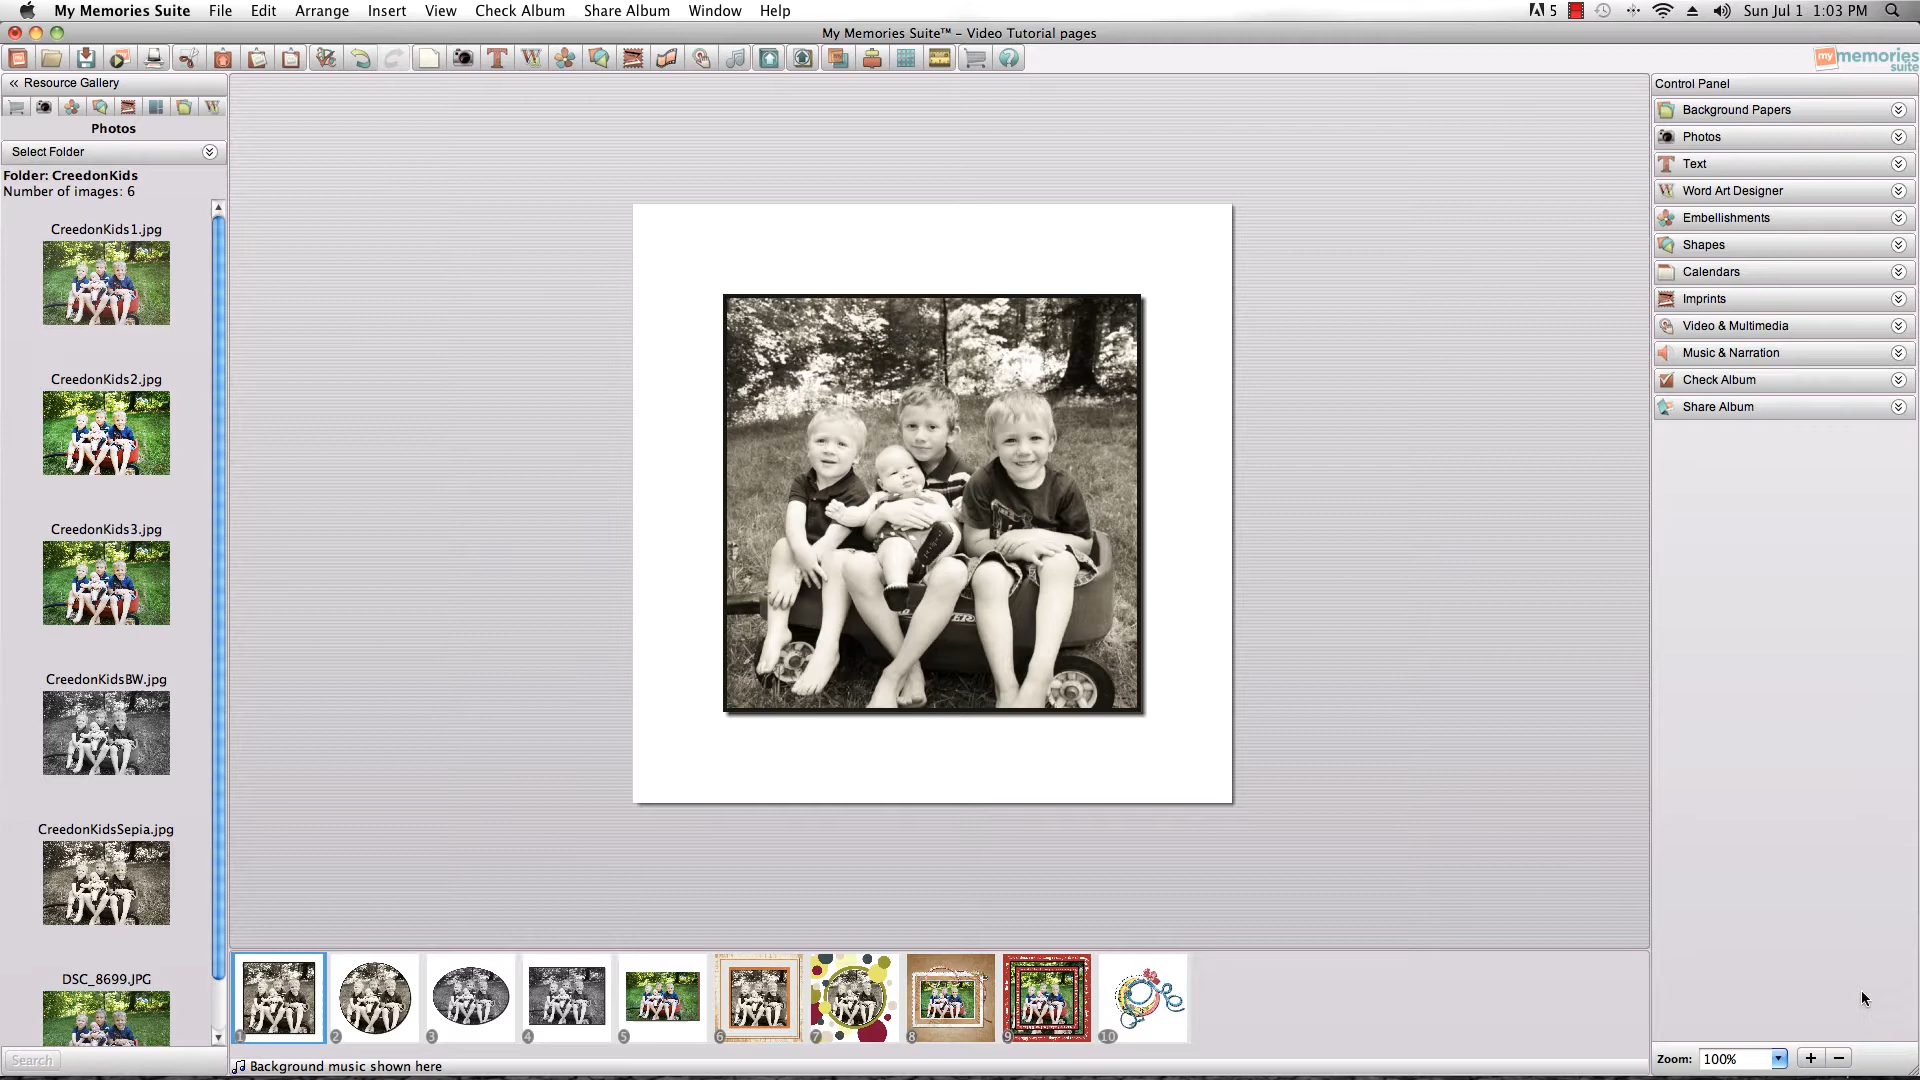 My Memories Suite File Edit Arrange Insert View Check Album Share Album Window Help 5 Sun Jul 1 1:03 PM
My Memories Suite™ – Video Tutorial pages
my memories suite
« Resource Gallery
Photos
Select Folder
Folder: CreedonKids
Number of images: 6
CreedonKids1.jpg
CreedonKids2.jpg
CreedonKids3.jpg
CreedonKidsBW.jpg
CreedonKidsSepia.jpg
DSC_8699.JPG
Search
1 2 3 4 5 6 7 8 9 10
Background music shown here
Control Panel
Background Papers
Photos
Text
Word Art Designer
Embellishments
Shapes
Calendars
Imprints
Video & Multimedia
Music & Narration
Check Album
Share Album
Zoom: 100% + −